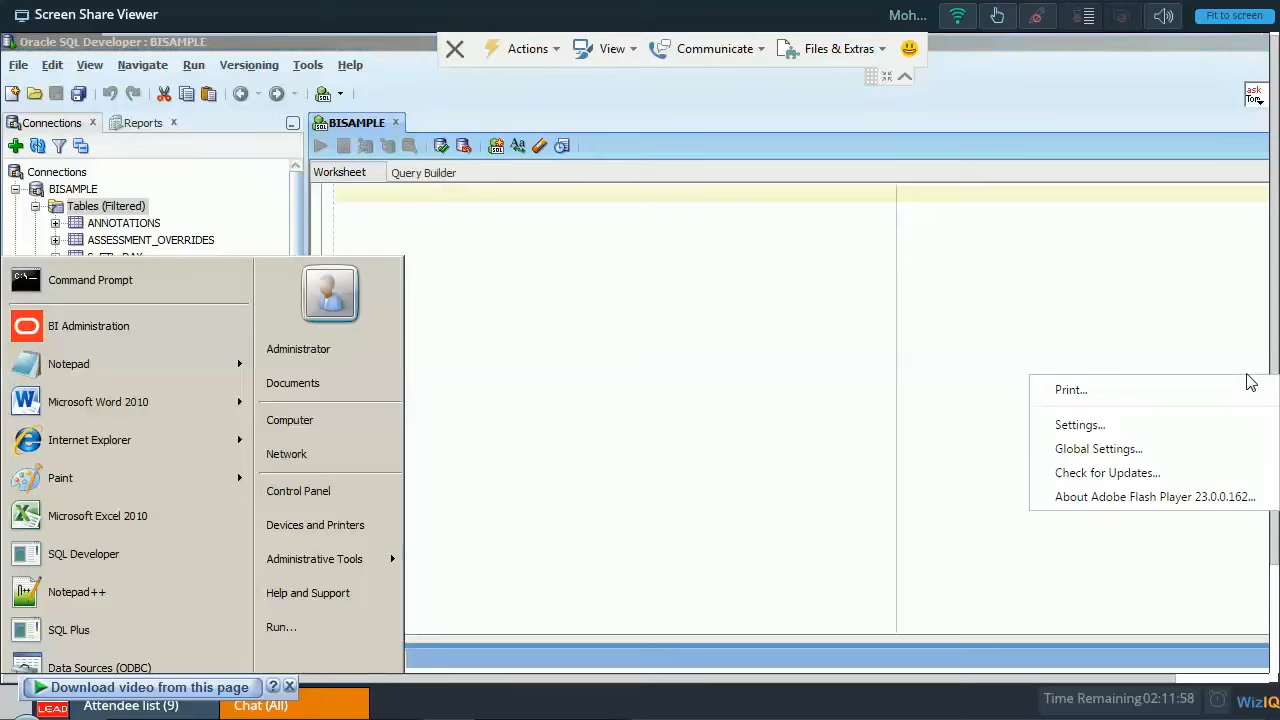 Screen Share Viewer
Moh...
Fit to screen
Oracle SQL Developer : BISAMPLE
Actions
View
Communicate
Files & Extras
File Edit View Navigate Run Versioning Tools Help
ask
Connections
Reports
BISAMPLE
SQL
Aa
Worksheet
Query Builder
Connections
BISAMPLE
Tables (Filtered)
ANNOTATIONS
ASSESSMENT_OVERRIDES
Command Prompt
BI Administration
Notepad
Microsoft Word 2010
Internet Explorer
Paint
Microsoft Excel 2010
SQL Developer
Notepad++
SQL Plus
Data Sources (ODBC)
Administrator
Documents
Computer
Network
Control Panel
Devices and Printers
Administrative Tools
Help and Support
Run...
Print...
Settings...
Global Settings...
Check for Updates...
About Adobe Flash Player 23.0.0.162...
Download video from this page
?
LEAD
Attendee list (9)
Chat (All)
Time Remaining 02:11:58
WizIQ